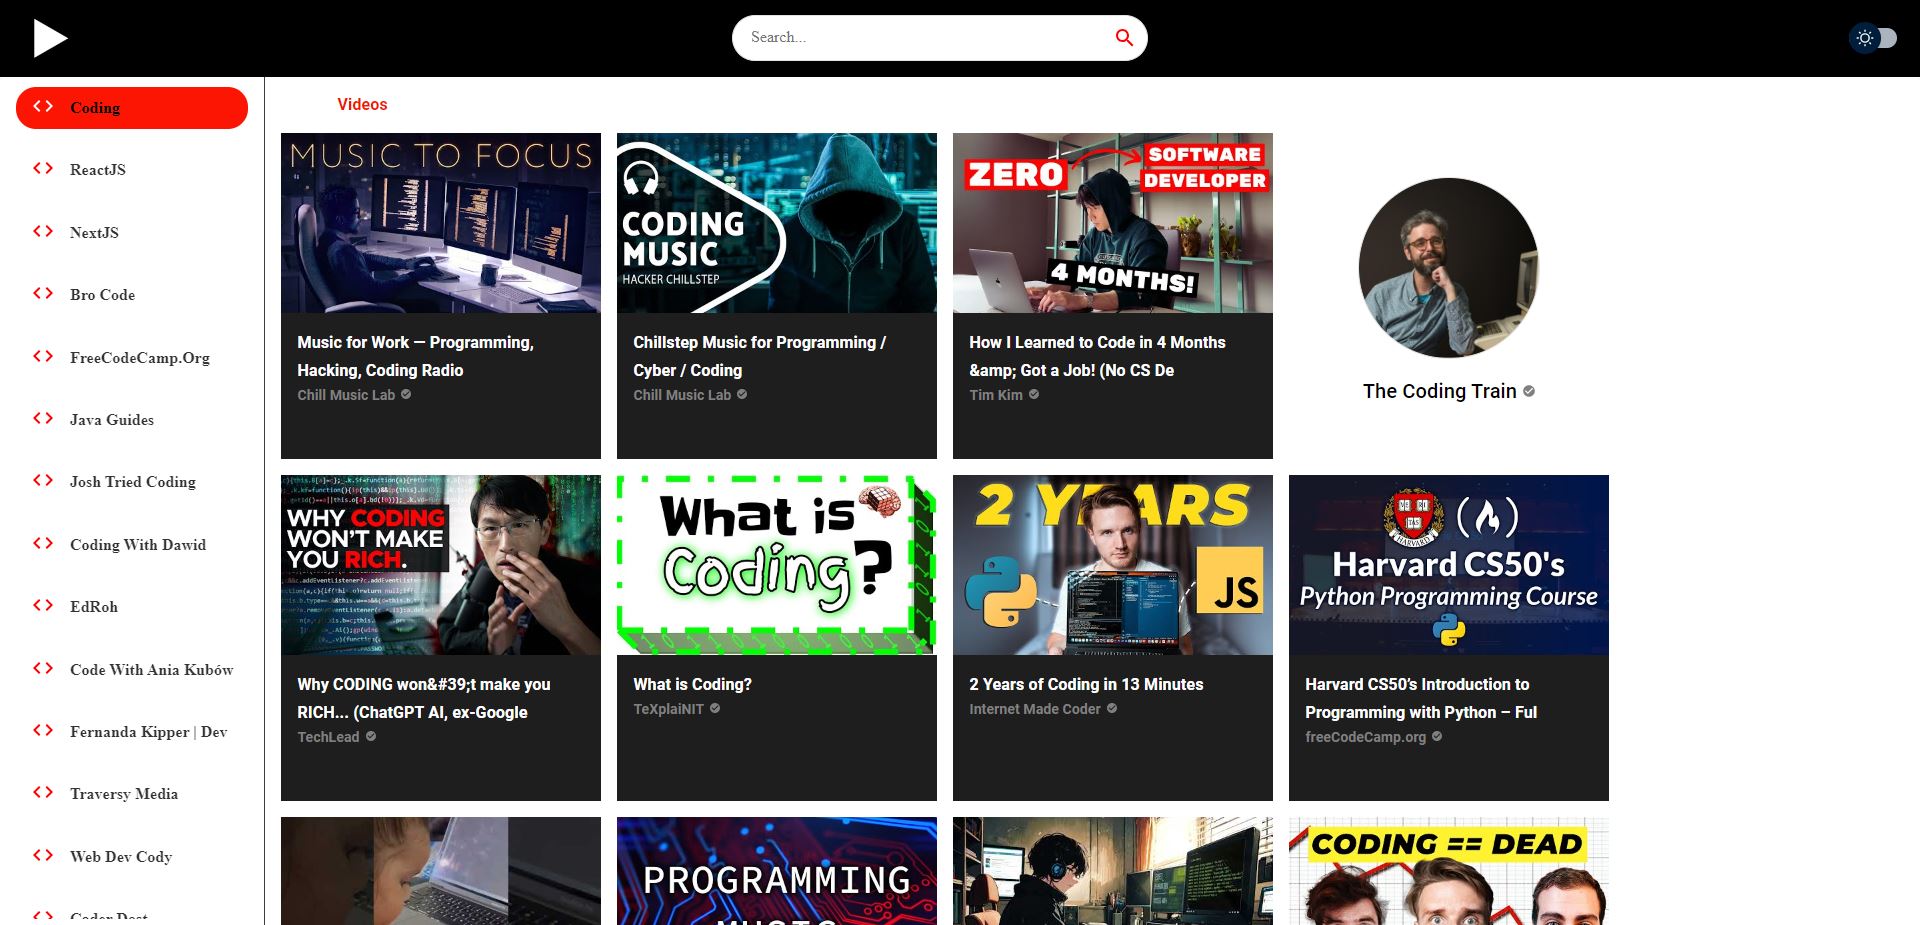 Search...
Coding
ReactJS
NextJS
Bro Code
FreeCodeCamp.Org
Java Guides
Josh Tried Coding
Coding With Dawid
EdRoh
Code With Ania Kubów
Fernanda Kipper | Dev
Traversy Media
Web Dev Cody
Videos
MUSIC TO FOCUS
Music for Work — Programming,
Hacking, Coding Radio
Chill Music Lab
CODING
MUSIC
HACKER CHILLSTEP
Chillstep Music for Programming /
Cyber / Coding
Chill Music Lab
ZERO
SOFTWARE
DEVELOPER
4 MONTHS!
How I Learned to Code in 4 Months
&amp; Got a Job! (No CS De
Tim Kim
The Coding Train
WHY CODING
WON'T MAKE
YOU RICH.
Why CODING won&#39;t make you
RICH... (ChatGPT AI, ex-Google
TechLead
What is
Coding?
What is Coding?
TeXplaiNIT
2 YEARS
JS
2 Years of Coding in 13 Minutes
Internet Made Coder
HARVARD
Harvard CS50's
Python Programming Course
Harvard CS50's Introduction to
Programming with Python – Ful
freeCodeCamp.org
PROGRAMMING
MUSIC
CODING == DEAD